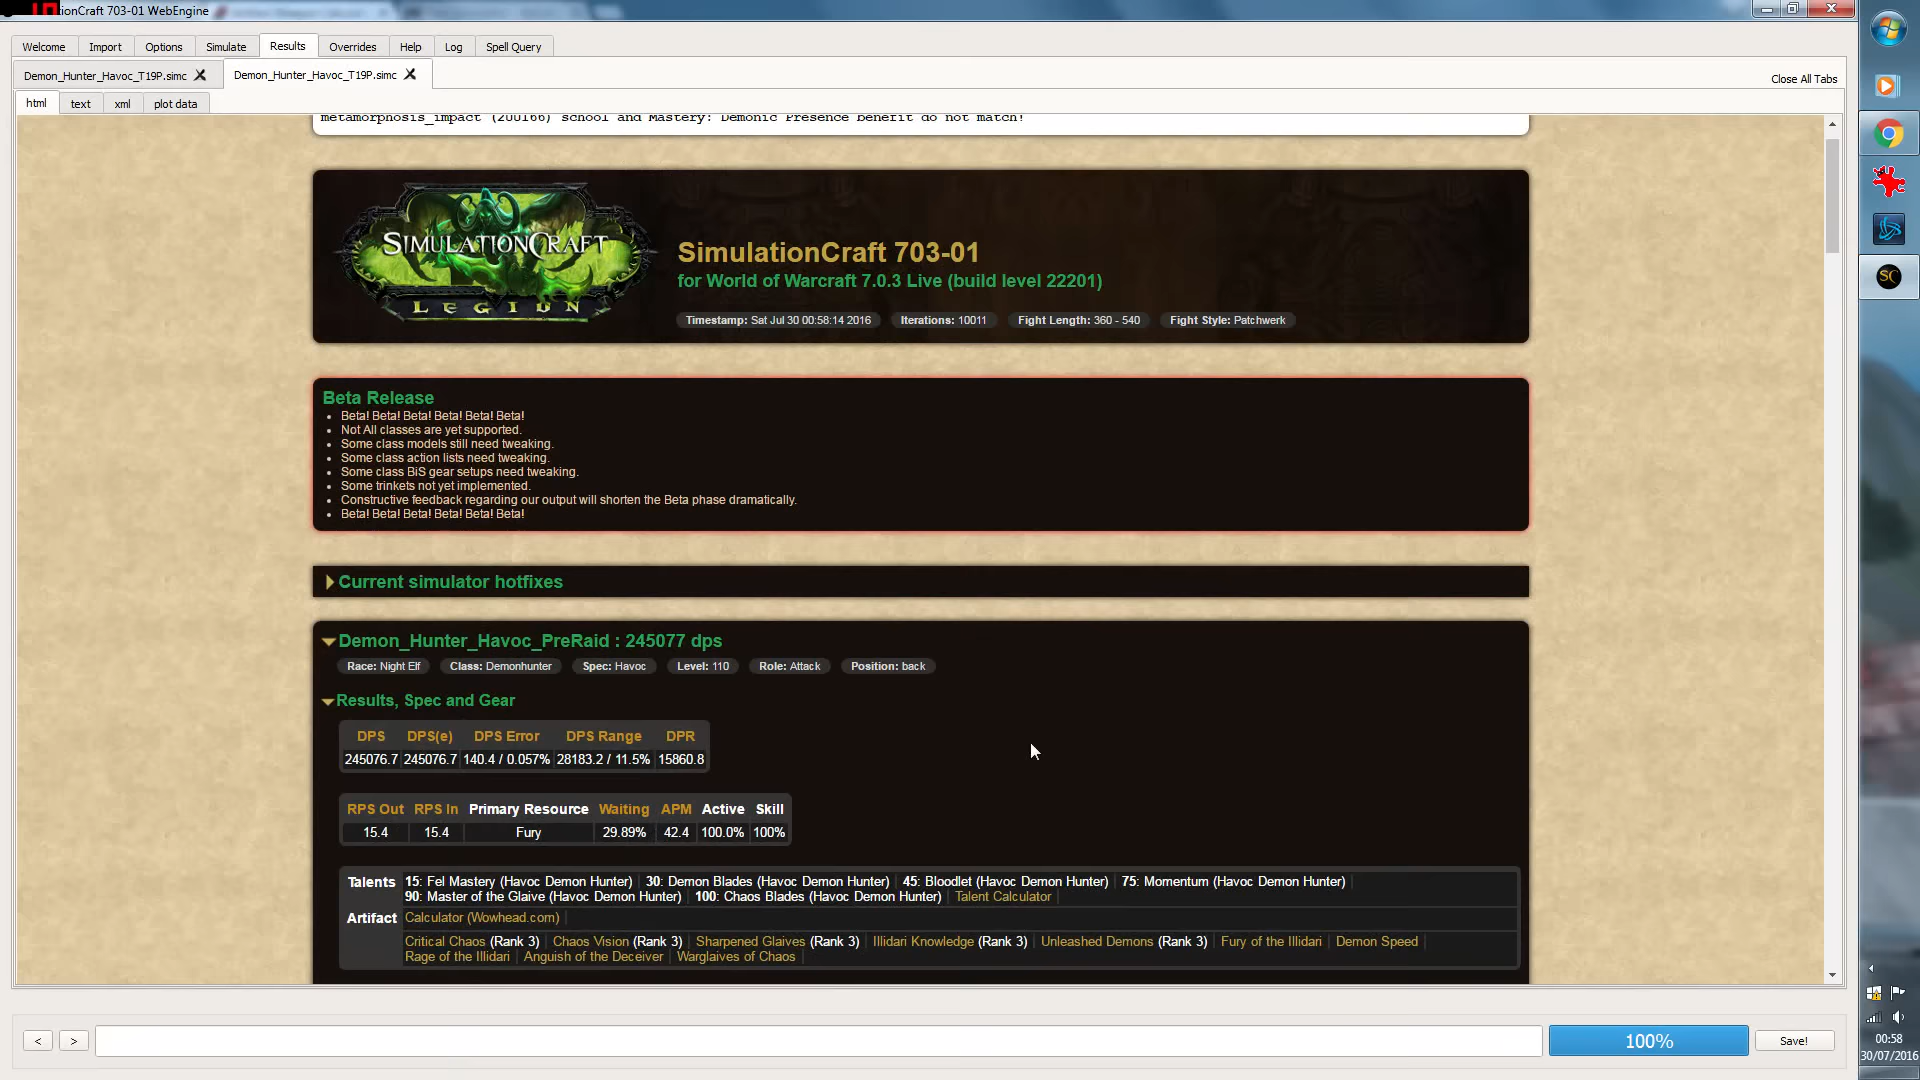 ionCraft 703-01 WebEngine
Welcome Import Options Simulate Results Overrides Help Log Spell Query
Demon_Hunter_Havoc_T19P.simc Demon_Hunter_Havoc_T19P.simc Close All Tabs
html text xml plot data
metamorphosis_impact (200166) school and Mastery: Demonic Presence benefit do not match!
SIMULATIONCRAFT
LEGION
SimulationCraft 703-01
for World of Warcraft 7.0.3 Live (build level 22201)
Timestamp: Sat Jul 30 00:58:14 2016 Iterations: 10011 Fight Length: 360 - 540 Fight Style: Patchwerk
Beta Release
Beta! Beta! Beta! Beta! Beta! Beta!
Not All classes are yet supported.
Some class models still need tweaking.
Some class action lists need tweaking.
Some class BiS gear setups need tweaking.
Some trinkets not yet implemented.
Constructive feedback regarding our output will shorten the Beta phase dramatically.
Beta! Beta! Beta! Beta! Beta! Beta!
Current simulator hotfixes
Demon_Hunter_Havoc_PreRaid : 245077 dps
Race: Night Elf Class: Demonhunter Spec: Havoc Level: 110 Role: Attack Position: back
Results, Spec and Gear
DPS DPS(e) DPS Error DPS Range DPR
245076.7 245076.7 140.4 / 0.057% 28183.2 / 11.5% 15860.8
RPS Out RPS In Primary Resource Waiting APM Active Skill
15.4 15.4 Fury 29.89% 42.4 100.0% 100%
Talents 15: Fel Mastery (Havoc Demon Hunter) 30: Demon Blades (Havoc Demon Hunter) 45: Bloodlet (Havoc Demon Hunter) 75: Momentum (Havoc Demon Hunter)
90: Master of the Glaive (Havoc Demon Hunter) 100: Chaos Blades (Havoc Demon Hunter) Talent Calculator
Artifact Calculator (Wowhead.com)
Critical Chaos (Rank 3) Chaos Vision (Rank 3) Sharpened Glaives (Rank 3) Illidari Knowledge (Rank 3) Unleashed Demons (Rank 3) Fury of the Illidari Demon Speed
Rage of the Illidari Anguish of the Deceiver Warglaives of Chaos
< > 100% Save!
SC
00:58
30/07/2016